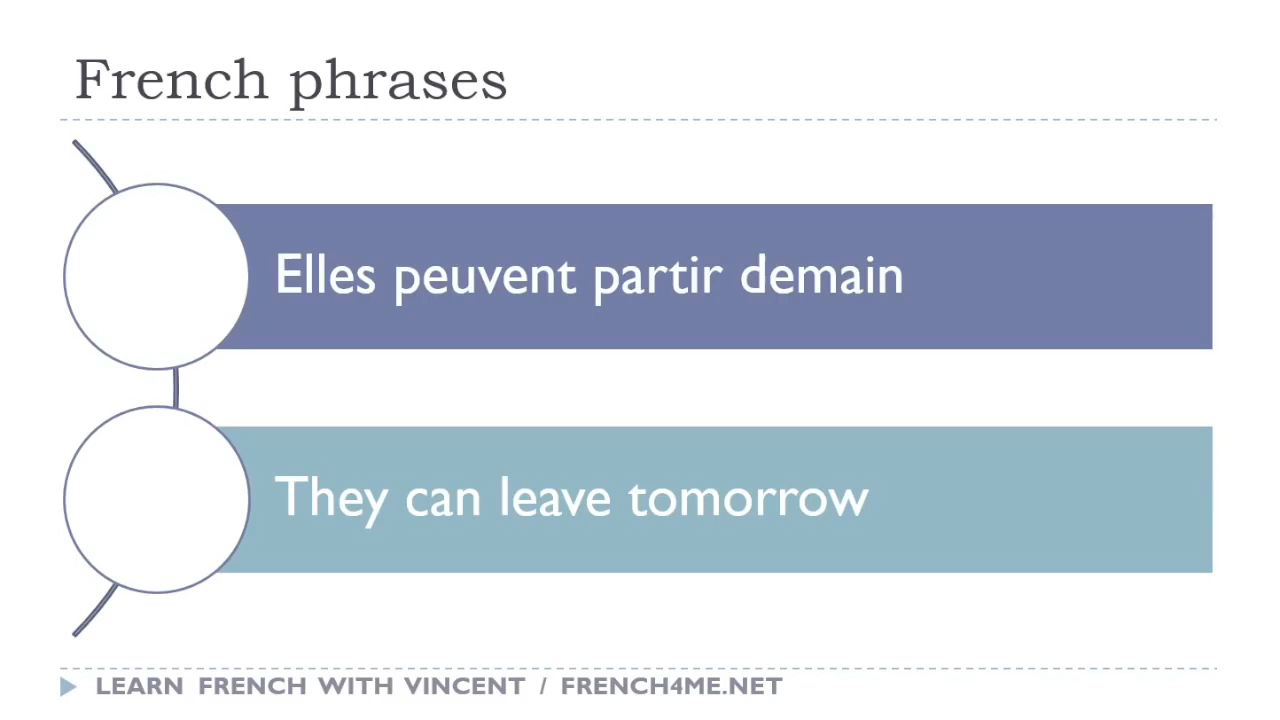 French phrases
Elles peuvent partir demain
They can leave tomorrow
LEARN FRENCH WITH VINCENT / FRENCH4ME.NET